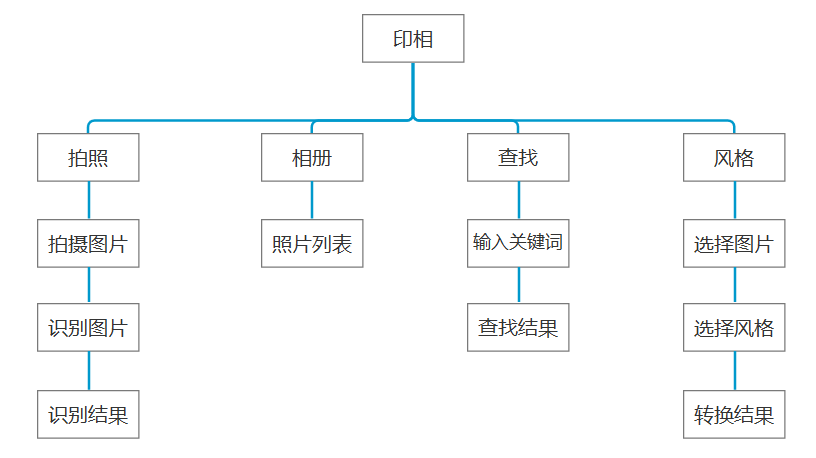 印相
拍照
相册
查找
风格
拍摄图片
照片列表
输入关键词
选择图片
识别图片
查找结果
选择风格
识别结果
转换结果